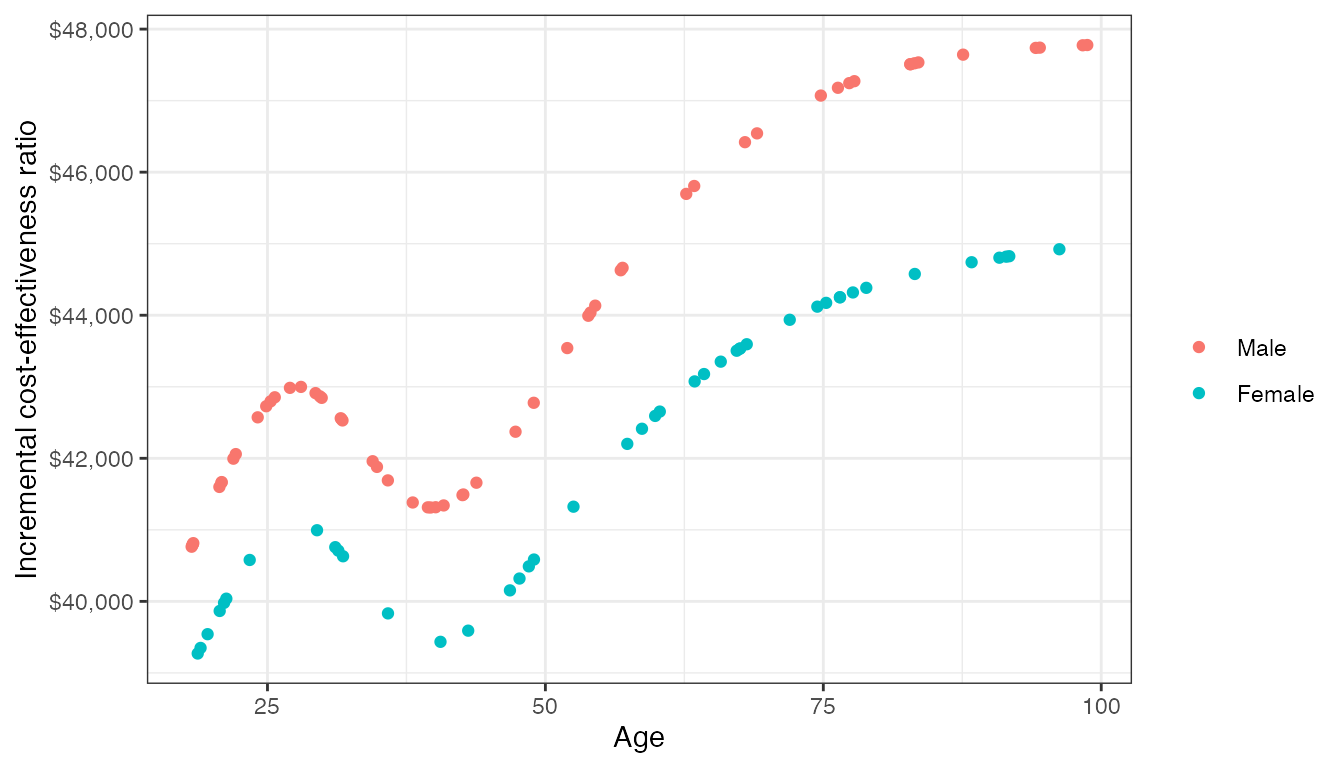 Incremental cost-effectiveness ratio
$48,000
$46,000
$44,000
$42,000
$40,000
25 50 75 100
Age
Male
Female